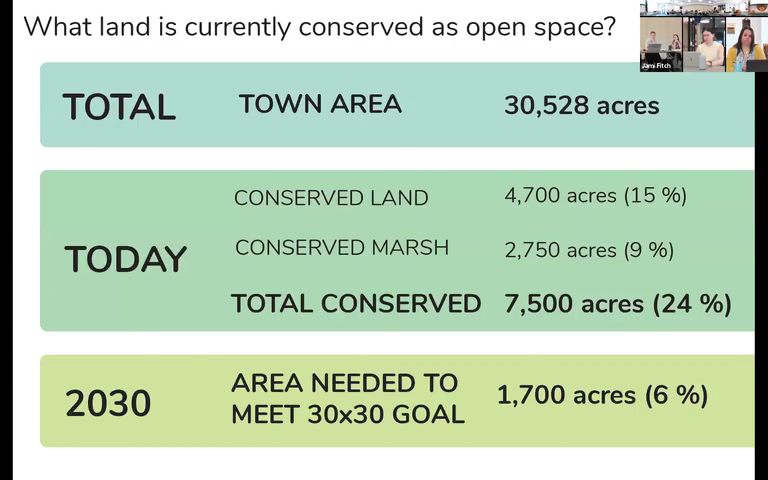 What land is currently conserved as open space?
Jami Fitch
TOTAL TOWN AREA 30,528 acres
CONSERVED LAND 4,700 acres (15 %)
TODAY CONSERVED MARSH 2,750 acres (9 %)
TOTAL CONSERVED 7,500 acres (24 %)
2030 AREA NEEDED TO MEET 30x30 GOAL 1,700 acres (6 %)